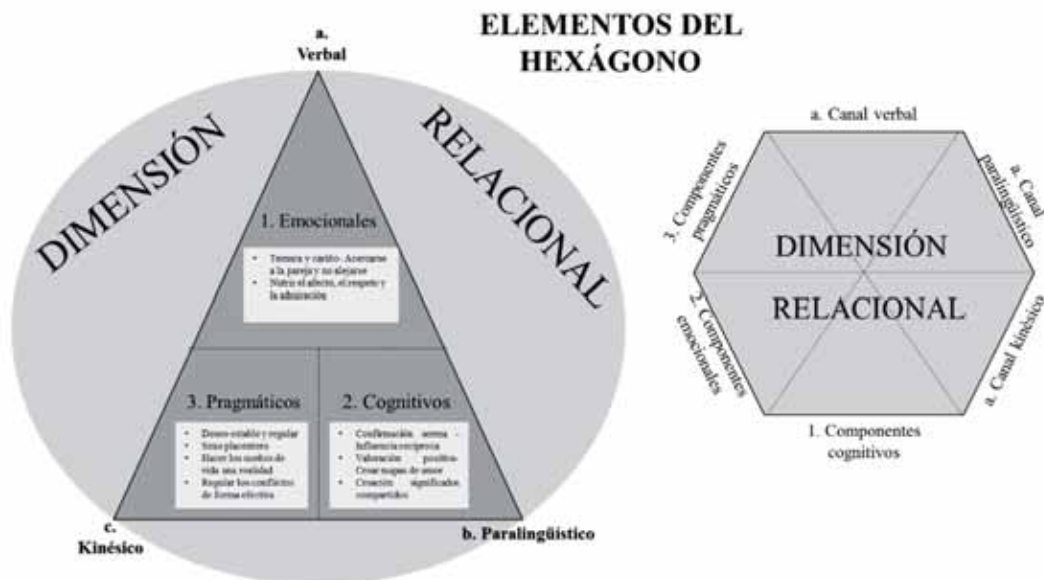 ELEMENTOS DEL
HEXÁGONO
a.
Verbal
DIMENSIÓN
RELACIONAL
1. Emocionales
• Ternura y cariño- Acercarse
a la pareja y no alejarse
• Nutrir el afecto, el respeto y
la admiración
3. Pragmáticos
• Deseo estable y regular
• Sexo placentero
• Hacer los sueños de
vida una realidad
• Regular los conflictos
de forma efectiva
2. Cognitivos
• Confirmación -
Influencia recíproca
• Valoración positiva-
Crear mapas de amor
• Creación significados
compartidos
c.
Kinésico
b. Paralingüístico
a. Canal verbal
a. Canal
paralingüístico
a. Canal kinésico
1. Componentes
cognitivos
2. Componentes
emocionales
3. Componentes
pragmáticos
DIMENSIÓN
RELACIONAL